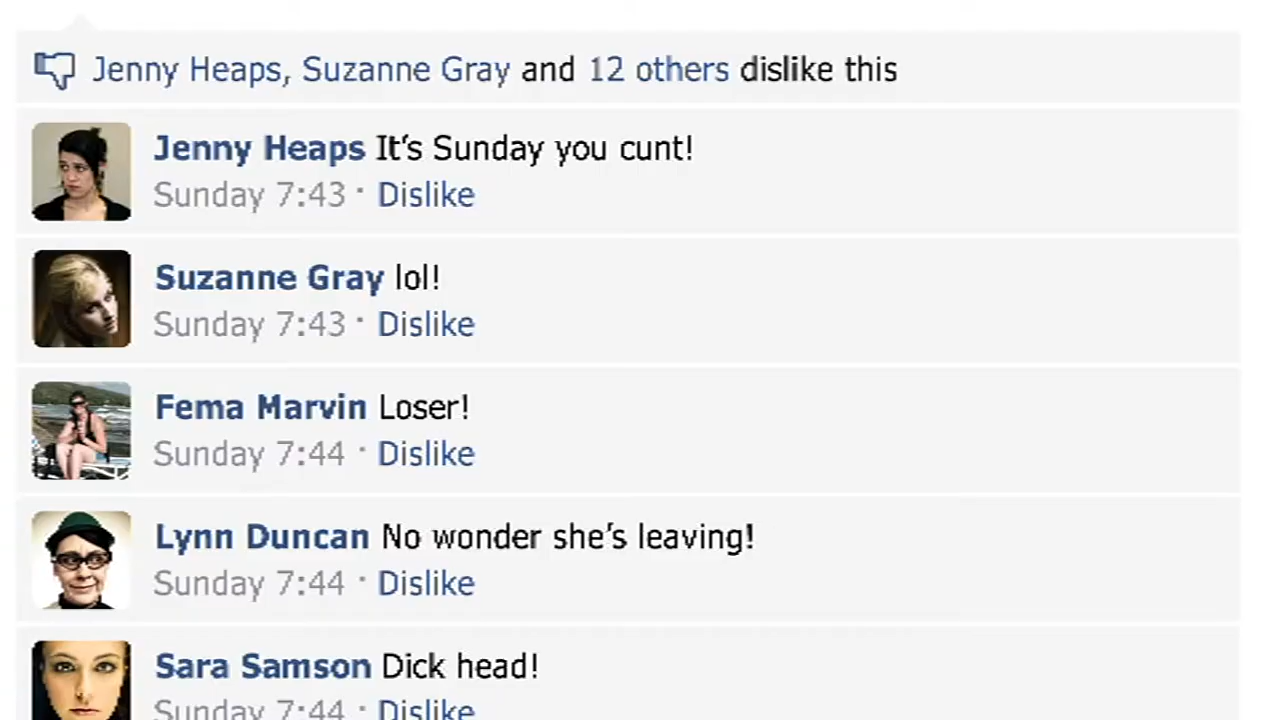 Jenny Heaps, Suzanne Gray and 12 others dislike this
Jenny Heaps It's Sunday you cunt!
Sunday 7:43 · Dislike
Suzanne Gray lol!
Sunday 7:43 · Dislike
Fema Marvin Loser!
Sunday 7:44 · Dislike
Lynn Duncan No wonder she's leaving!
Sunday 7:44 · Dislike
Sara Samson Dick head!
Sunday 7:44 · Dislike